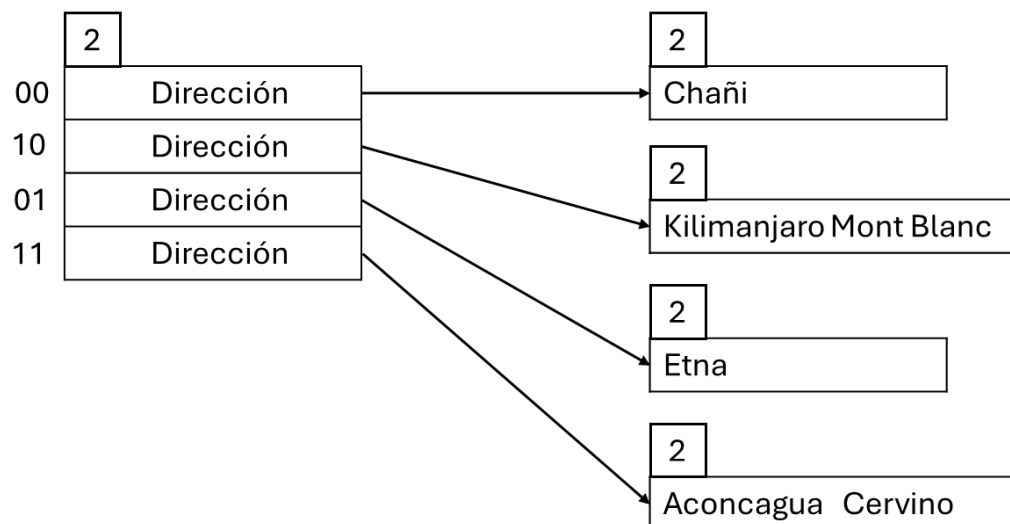 2
00 Dirección
10 Dirección
01 Dirección
11 Dirección
2
Chañi
2
Kilimanjaro Mont Blanc
2
Etna
2
Aconcagua Cervino